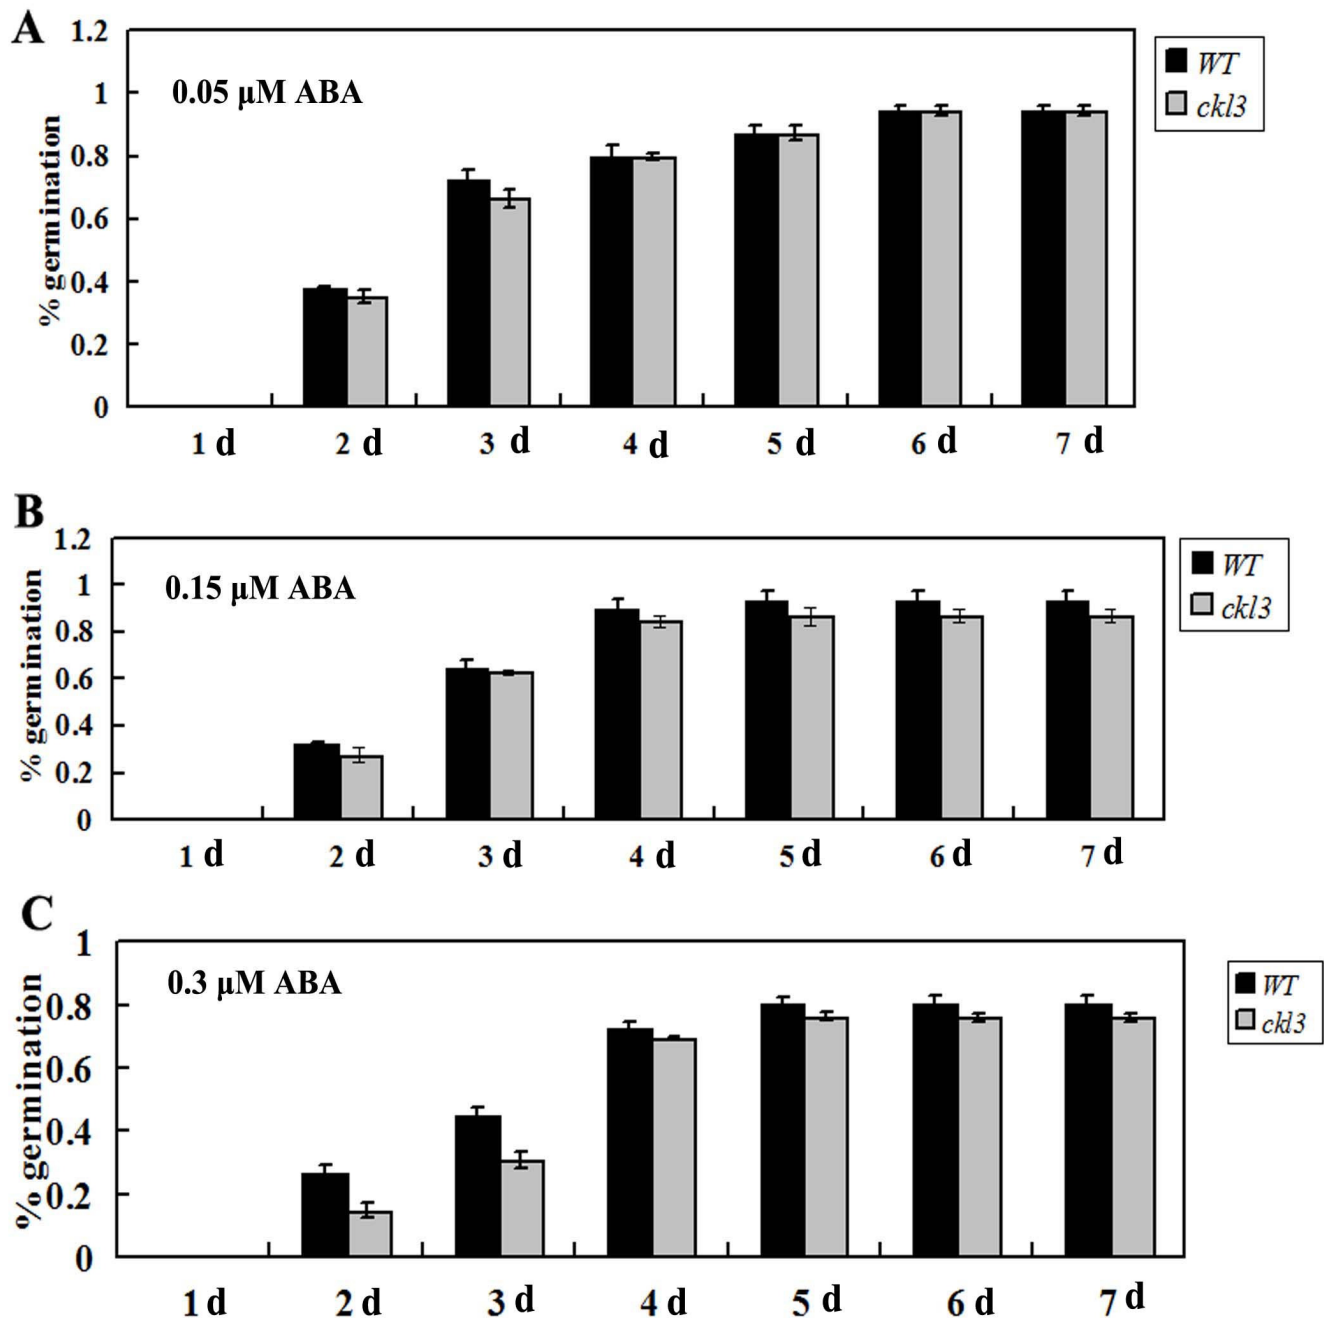 A
1.2
1
0.8
0.6
0.4
0.2
0
% germination
0.05 μM ABA
WT
ckl3
1 d 2 d 3 d 4 d 5 d 6 d 7 d
B
1.2
1
0.8
0.6
0.4
0.2
0
% germination
0.15 μM ABA
WT
ckl3
1 d 2 d 3 d 4 d 5 d 6 d 7 d
C
1
0.8
0.6
0.4
0.2
0
% germination
0.3 μM ABA
WT
ckl3
1 d 2 d 3 d 4 d 5 d 6 d 7 d